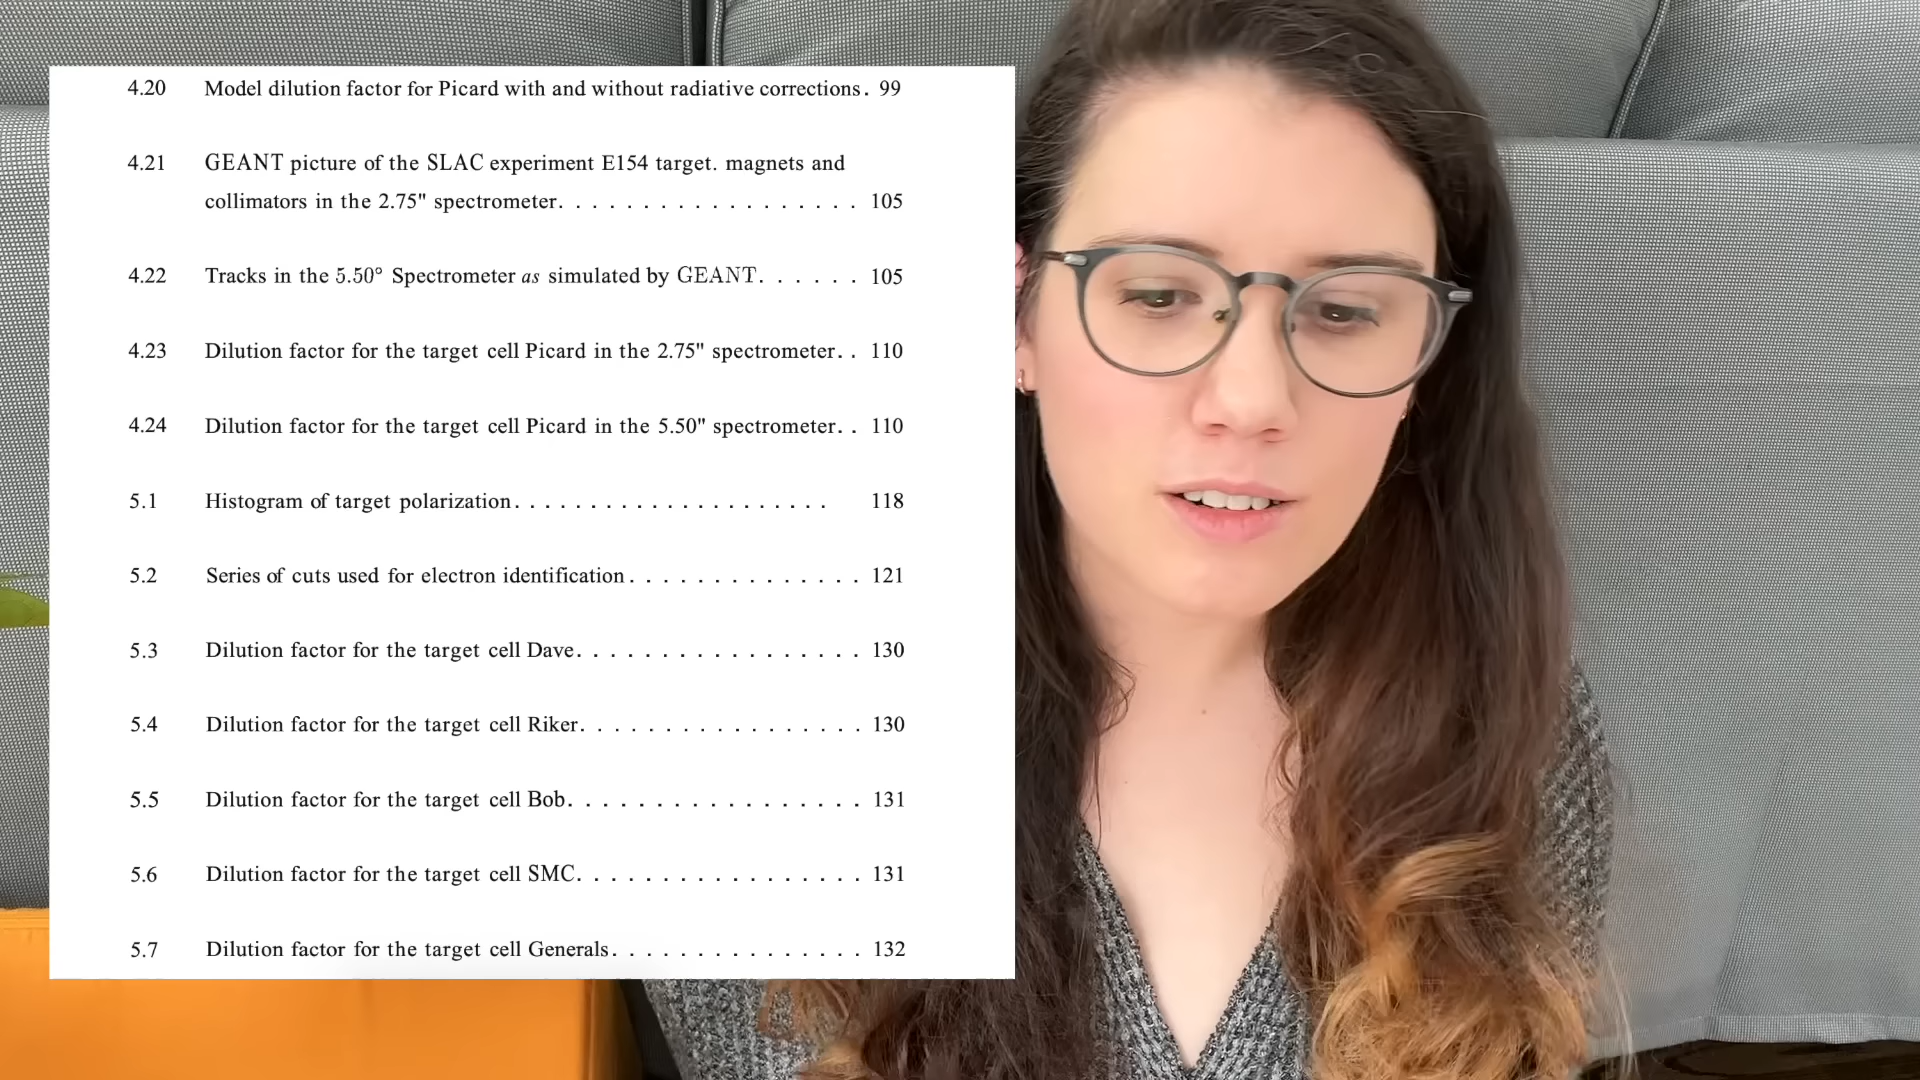 4.20 Model dilution factor for Picard with and without radiative corrections. 99
4.21 GEANT picture of the SLAC experiment E154 target. magnets and
collimators in the 2.75" spectrometer. . . . . . . . . . . . . . . . . . 105
4.22 Tracks in the 5.50° Spectrometer as simulated by GEANT. . . . . . . 105
4.23 Dilution factor for the target cell Picard in the 2.75" spectrometer. . 110
4.24 Dilution factor for the target cell Picard in the 5.50" spectrometer. . 110
5.1 Histogram of target polarization. . . . . . . . . . . . . . . . . . . . 118
5.2 Series of cuts used for electron identification . . . . . . . . . . . . . . 121
5.3 Dilution factor for the target cell Dave. . . . . . . . . . . . . . . . . 130
5.4 Dilution factor for the target cell Riker. . . . . . . . . . . . . . . . . 130
5.5 Dilution factor for the target cell Bob. . . . . . . . . . . . . . . . . . 131
5.6 Dilution factor for the target cell SMC. . . . . . . . . . . . . . . . . 131
5.7 Dilution factor for the target cell Generals . . . . . . . . . . . . . . . 132